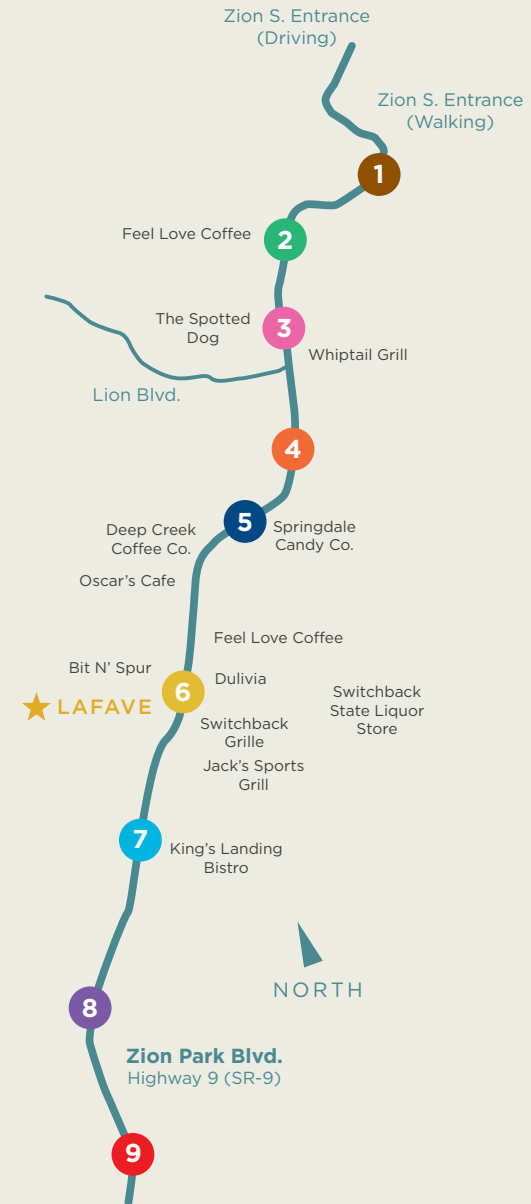 Zion S. Entrance
(Driving)
Zion S. Entrance
(Walking)
1
Feel Love Coffee
2
The Spotted
Dog
3
Whiptail Grill
Lion Blvd.
4
Deep Creek
Coffee Co.
5
Springdale
Candy Co.
Oscar’s Cafe
Feel Love Coffee
Bit N’ Spur
6
Dulivia
LAFAVE
Switchback
State Liquor
Store
Switchback
Grille
Jack’s Sports
Grill
7
King’s Landing
Bistro
NORTH
8
Zion Park Blvd.
Highway 9 (SR-9)
9